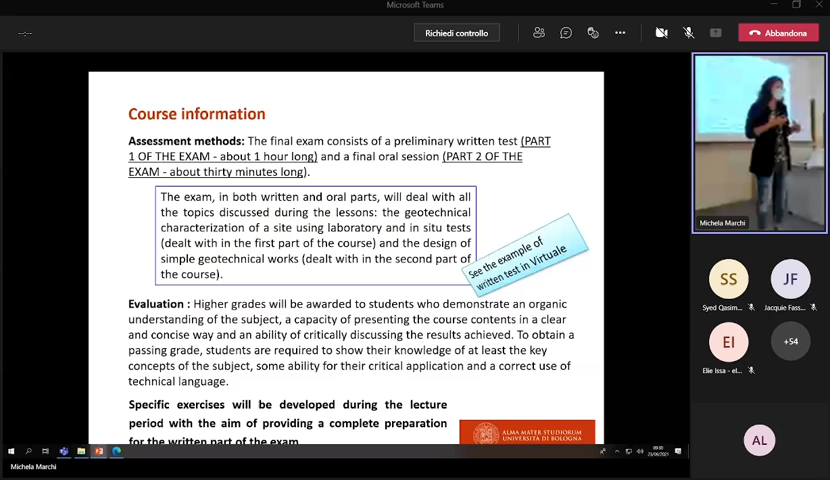 Microsoft Teams
--:--
Richiedi controllo
Abbandona
Course information
Assessment methods: The final exam consists of a preliminary written test (PART
1 OF THE EXAM - about 1 hour long) and a final oral session (PART 2 OF THE
EXAM - about thirty minutes long).
The exam, in both written and oral parts, will deal with all
the topics discussed during the lessons: the geotechnical
characterization of a site using laboratory and in situ tests
(dealt with in the first part of the course) and the design of
simple geotechnical works (dealt with in the second part of
the course).
See the example of
written test in Virtuale
Evaluation : Higher grades will be awarded to students who demonstrate an organic
understanding of the subject, a capacity of presenting the course contents in a clear
and concise way and an ability of critically discussing the results achieved. To obtain a
passing grade, students are required to show their knowledge of at least the key
concepts of the subject, some ability for their critical application and a correct use of
technical language.
Specific exercises will be developed during the lecture
period with the aim of providing a complete preparation
for the written part of the exam
ALMA MATER STUDIORUM
UNIVERSITÀ DI BOLOGNA
Michela Marchi
SS
Syed Qasim...
JF
Jacquie Fass...
EI
Elie Issa - el...
+54
AL
23/09/2021
Michela Marchi